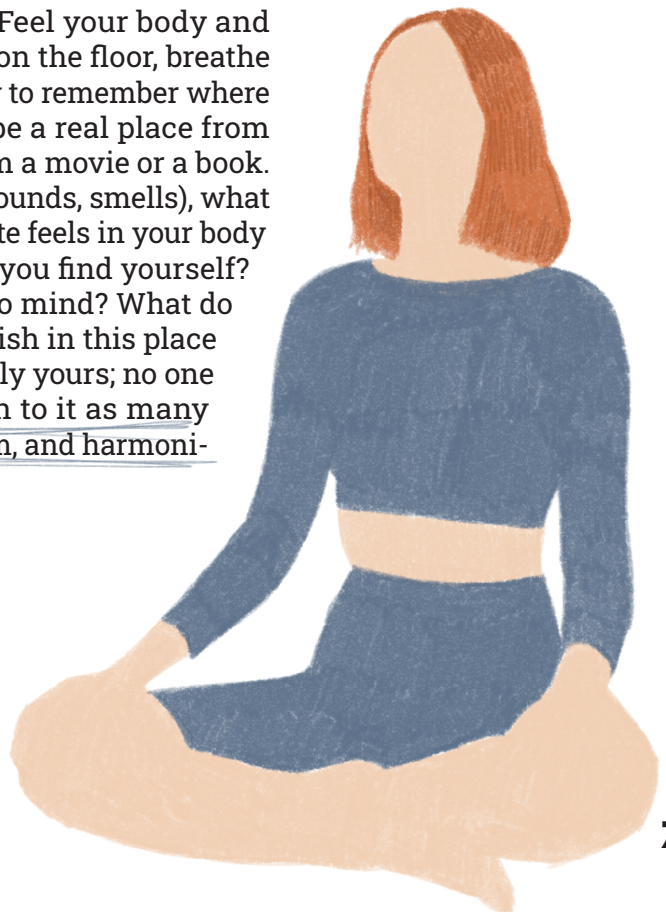 Feel your body and
on the floor, breathe
to remember where
be a real place from
a movie or a book.
ounds, smells), what
te feels in your body
you find yourself?
o mind? What do
ish in this place
ly yours; no one
to it as many
, and harmoni-